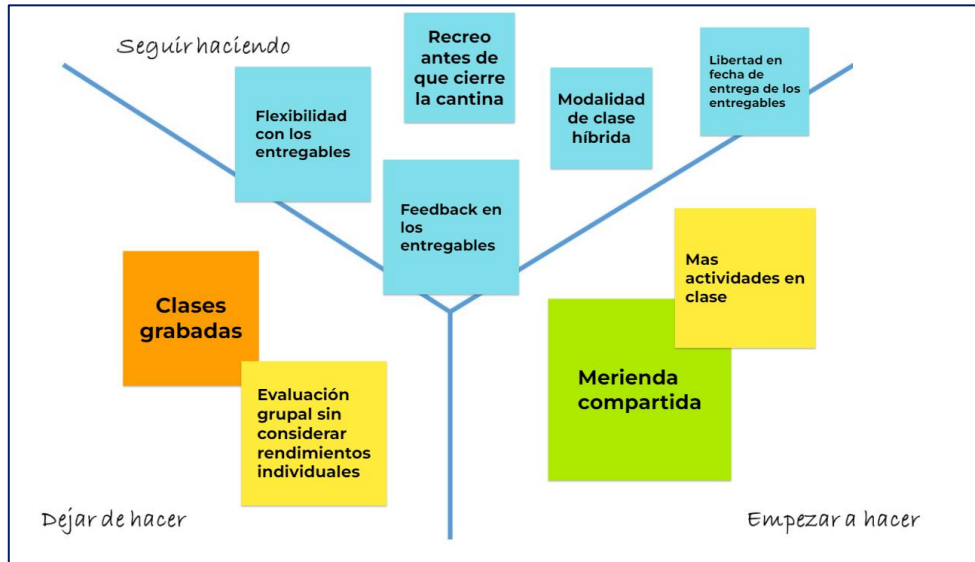 Seguir haciendo
Recreo
antes de
que cierre
la cantina
Libertad en
fecha de
entrega de los
entregables
Flexibilidad
con los
entregables
Modalidad
de clase
híbrida
Feedback en
los
entregables
Clases
grabadas
Evaluación
grupal sin
considerar
rendimientos
individuales
Mas
actividades en
clase
Merienda
compartida
Dejar de hacer
Empezar a hacer